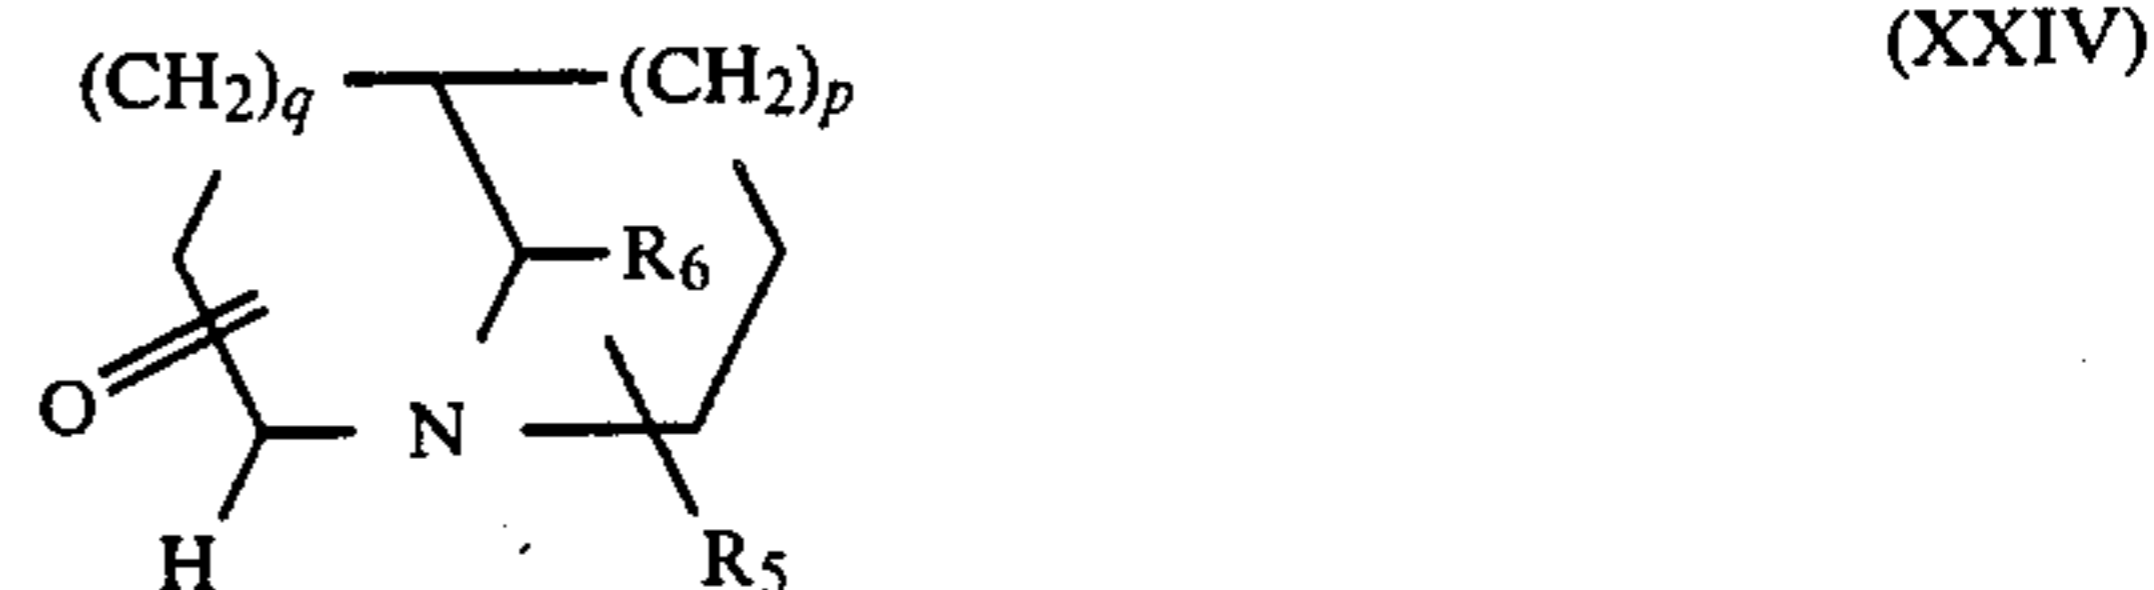 (CH2)q (CH2)p (XXIV)
R6
O
N
H R5